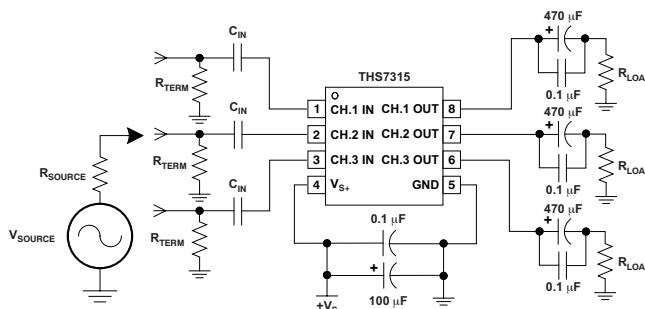 470 µF
+
C_IN
THS7315
R_TERM
R_LOA
0.1 µF
1 CH.1 IN CH.1 OUT 8
2 CH.2 IN CH.2 OUT 7
3 CH.3 IN CH.3 OUT 6
4 V_S+ GND 5
C_IN
470 µF
+
R_SOURCE
R_TERM
R_LOA
0.1 µF
C_IN
V_SOURCE
R_TERM
0.1 µF
+
100 µF
+V_S
470 µF
+
R_LOA
0.1 µF